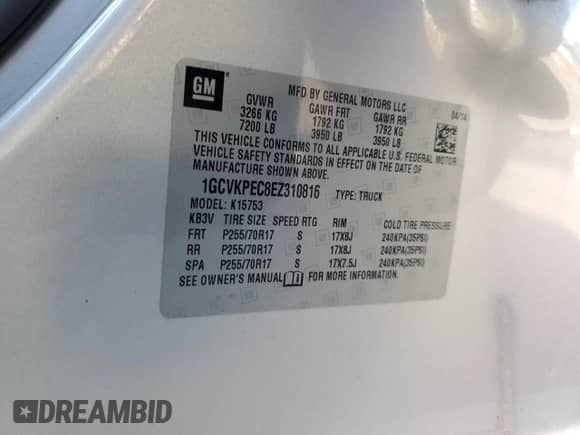 GM
MFD BY GENERAL MOTORS LLC 04/14
GVWR GAWR FRT GAWR RR
3266 KG 1792 KG 1792 KG
7200 LB 3950 LB 3950 LB
THIS VEHICLE CONFORMS TO ALL APPLICABLE U.S. FEDERAL MOTOR
VEHICLE SAFETY STANDARDS IN EFFECT ON THE DATE OF
MANUFACTURE SHOWN ABOVE.
1GCVKPEC8EZ310816 TYPE: TRUCK
MODEL: K15753
KB3V TIRE SIZE SPEED RTG RIM COLD TIRE PRESSURE
FRT P255/70R17 S 17X8J 240KPA(35PSI)
RR P255/70R17 S 17X8J 240KPA(35PSI)
SPA P255/70R17 S 17X7.5J 240KPA(35PSI)
SEE OWNER'S MANUAL FOR MORE INFORMATION.
DREAMBID